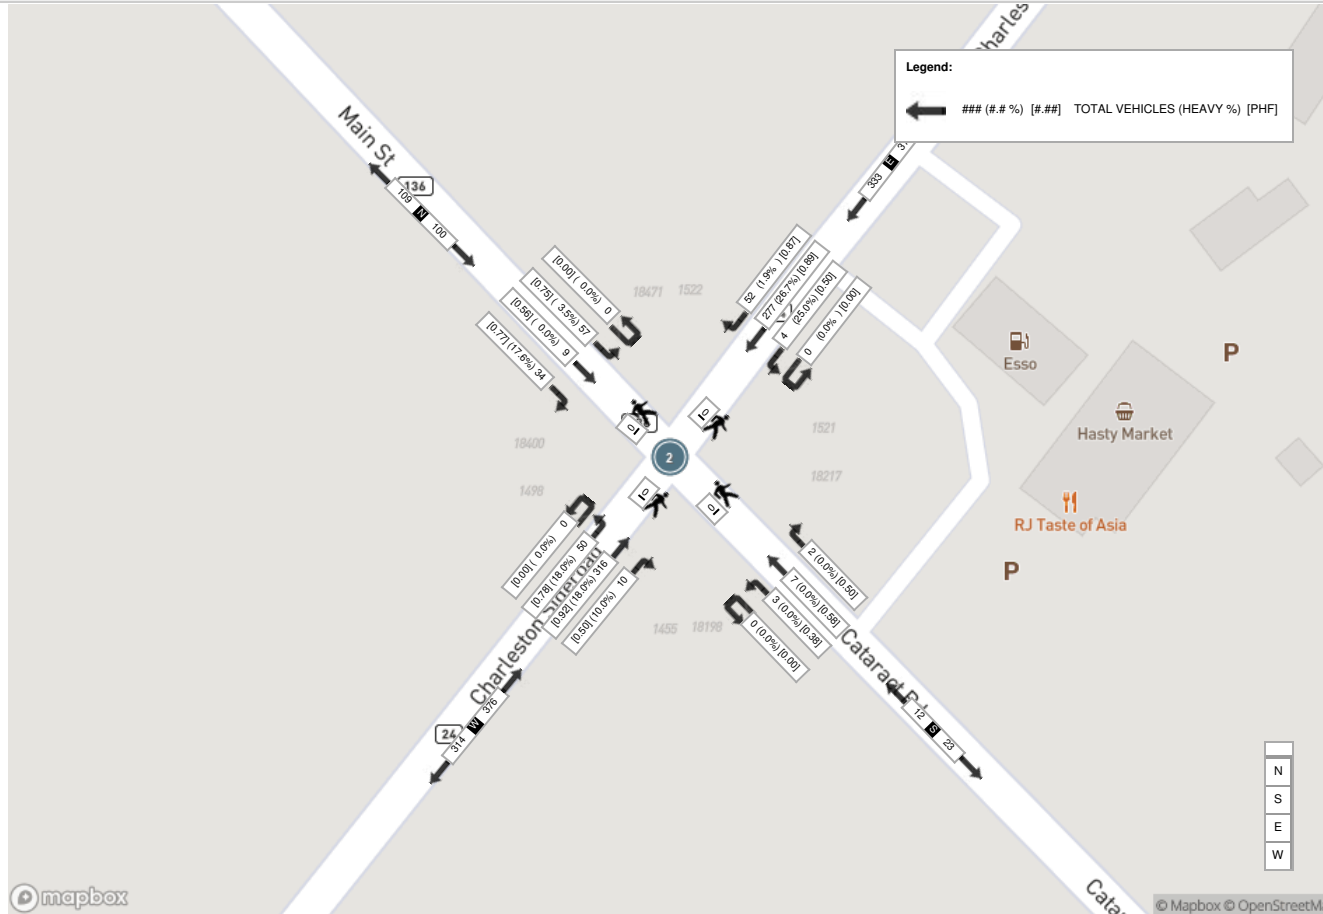 Charles
Legend:
### (#.# %) [#.##] TOTAL VEHICLES (HEAVY %) [PHF]
Main St
136
109 N 100
333 E
[0.00] ( 0.0%) 0
[0.75] ( 3.5%) 57
[0.56] ( 0.0%) 9
[0.77] (17.6%) 34
52 (1.9% ) [0.87]
277 (26.7%) [0.89]
4 (25.0%) [0.50]
0 (0.0% ) [0.00]
18471 1522
Esso
P
Hasty Market
RJ Taste of Asia
P
0
0
2
18400
1498
1521
18217
0
0
[0.00] ( 0.0%) 0
[0.78] (18.0%) 50
[0.92] (18.0%) 316
[0.50] (10.0%) 10
2 (0.0%) [0.50]
7 (0.0%) [0.58]
3 (0.0%) [0.38]
0 (0.0%) [0.00]
1455 18198
Charleston Sideroad
Cataract
24
314 W 376
12 S 23
N
S
E
W
Cata
mapbox
© Mapbox © OpenStreetM